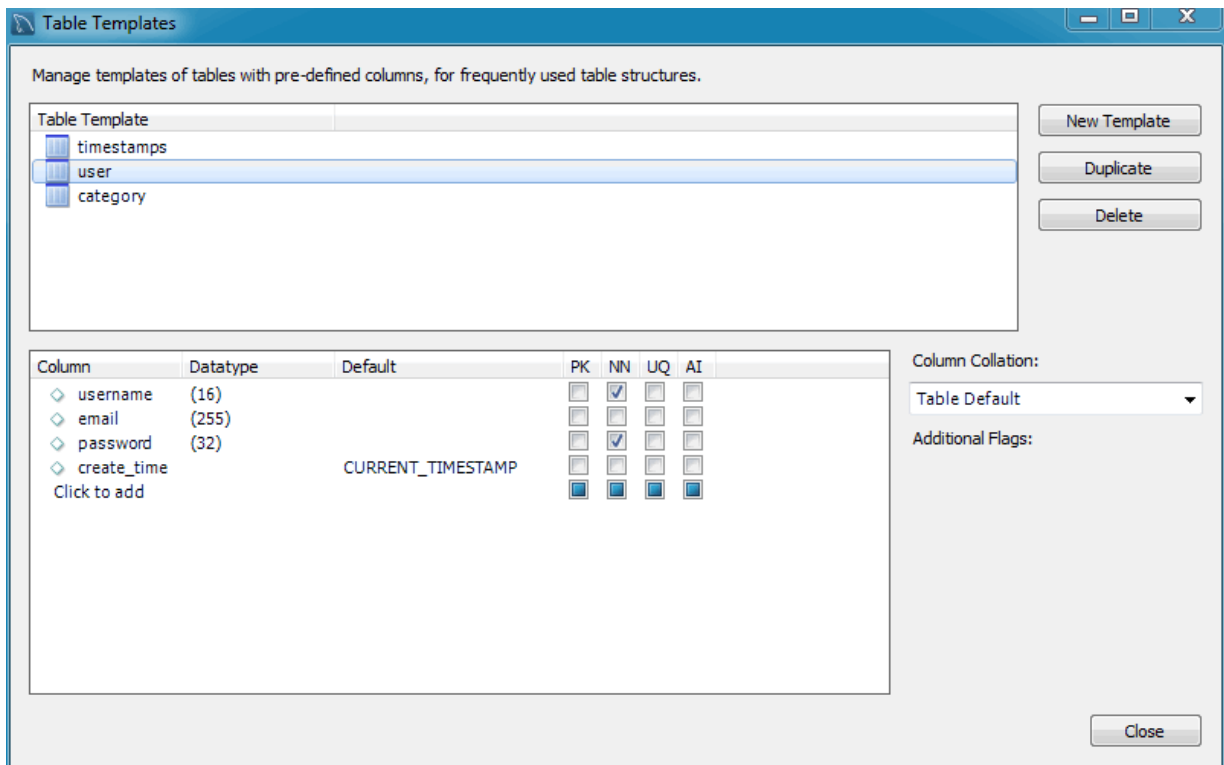 Table Templates
Manage templates of tables with pre-defined columns, for frequently used table structures.
Table Template
New Template
timestamps
user
Duplicate
category
Delete
Column Datatype Default PK NN UQ AI
Column Collation:
username (16)
Table Default
email (255)
password (32)
Additional Flags:
create_time CURRENT_TIMESTAMP
Click to add
Close